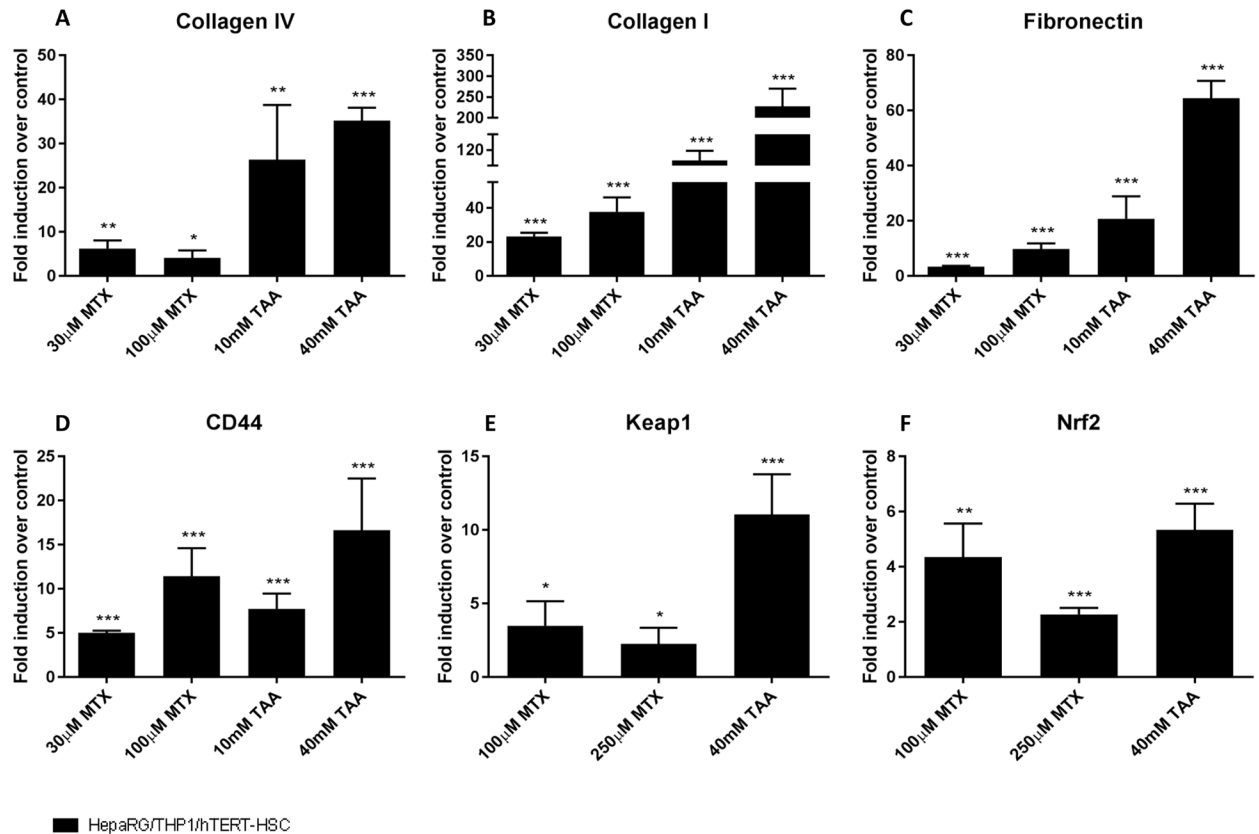 A Collagen IV
Fold induction over control
50
40
30
20
10
0
** * ** ***
30μM MTX 100μM MTX 10mM TAA 40mM TAA
B Collagen I
Fold induction over control
350
300
250
200
120
40
20
0
*** *** *** ***
30μM MTX 100μM MTX 10mM TAA 40mM TAA
C Fibronectin
Fold induction over control
80
60
40
20
0
*** *** *** ***
30μM MTX 100μM MTX 10mM TAA 40mM TAA
D CD44
Fold induction over control
25
20
15
10
5
0
*** *** *** ***
30μM MTX 100μM MTX 10mM TAA 40mM TAA
E Keap1
Fold induction over control
15
10
5
0
* * ***
100μM MTX 250μM MTX 40mM TAA
F Nrf2
Fold induction over control
8
6
4
2
0
** *** ***
100μM MTX 250μM MTX 40mM TAA
HepaRG/THP1/hTERT-HSC